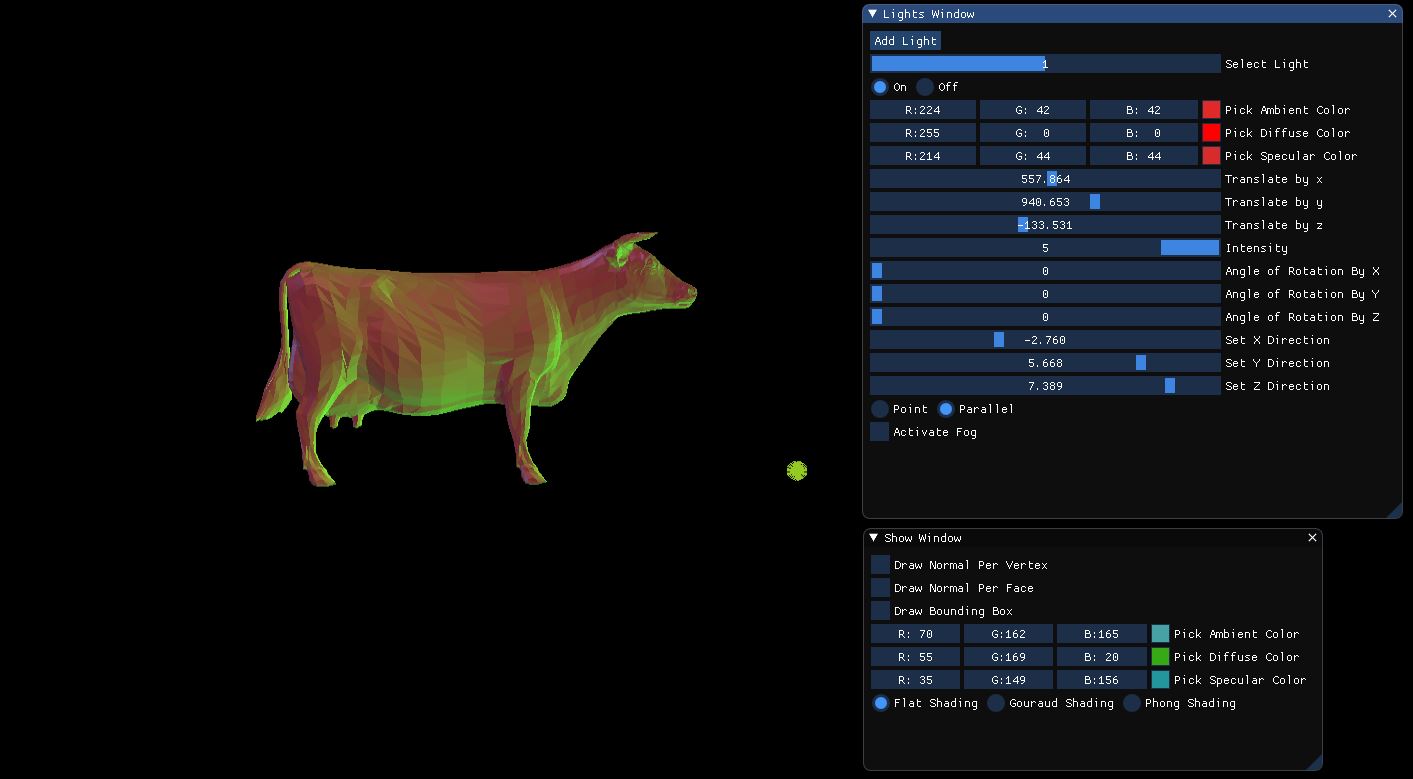 Lights Window
Add Light
1 Select Light
On Off
R:224 G: 42 B: 42 Pick Ambient Color
R:255 G: 0 B: 0 Pick Diffuse Color
R:214 G: 44 B: 44 Pick Specular Color
557.864 Translate by x
940.653 Translate by y
-133.531 Translate by z
5 Intensity
0 Angle of Rotation By X
0 Angle of Rotation By Y
0 Angle of Rotation By Z
-2.760 Set X Direction
5.668 Set Y Direction
7.389 Set Z Direction
Point Parallel
Activate Fog
Show Window
Draw Normal Per Vertex
Draw Normal Per Face
Draw Bounding Box
R: 70 G:162 B:165 Pick Ambient Color
R: 55 G:169 B: 20 Pick Diffuse Color
R: 35 G:149 B:156 Pick Specular Color
Flat Shading Gouraud Shading Phong Shading